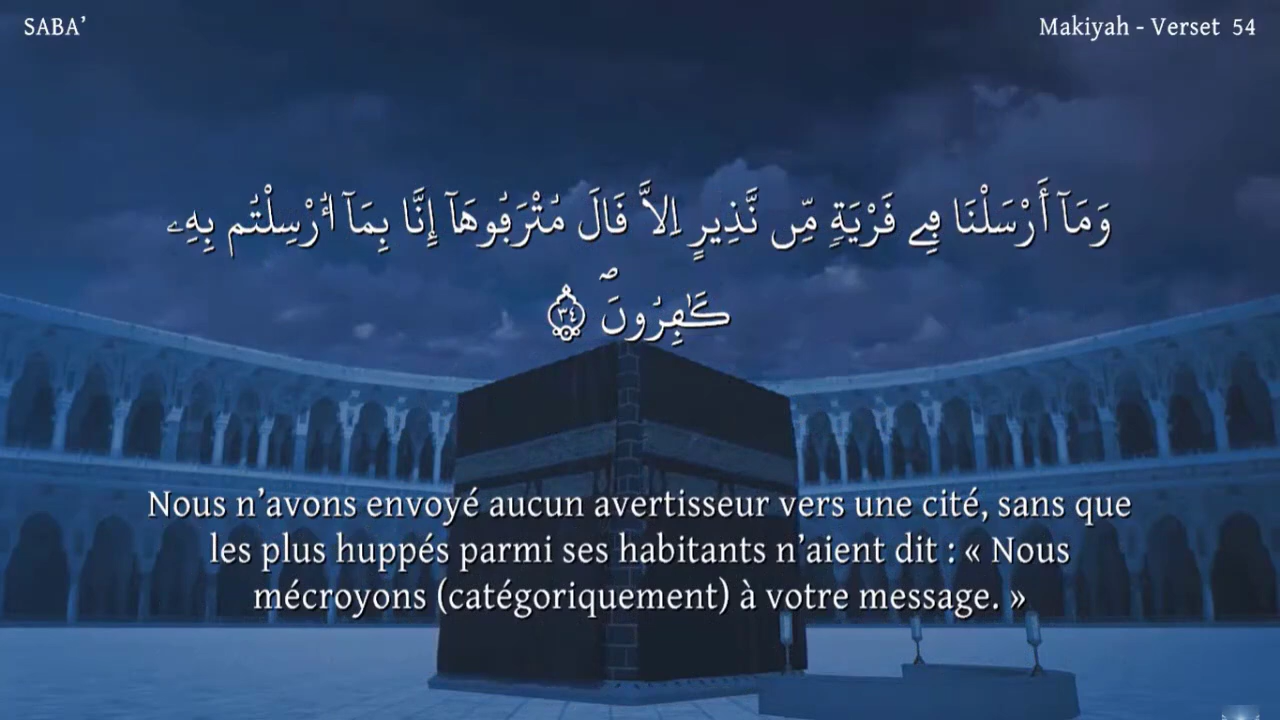 SABA’
Makiyah - Verset 54
وَمَآ أَرْسَلْنَا فِے قَرْيَةٖ مِّن نَّذِيرٍ اِلَّا قَالَ مُتْرَفُوهَآ إِنَّا بِمَآ أُرْسِلْتُم بِهِۦ
كَٰفِرُونَۖ ٣٤
Nous n’avons envoyé aucun avertisseur vers une cité, sans que
les plus huppés parmi ses habitants n’aient dit : « Nous
mécroyons (catégoriquement) à votre message. »